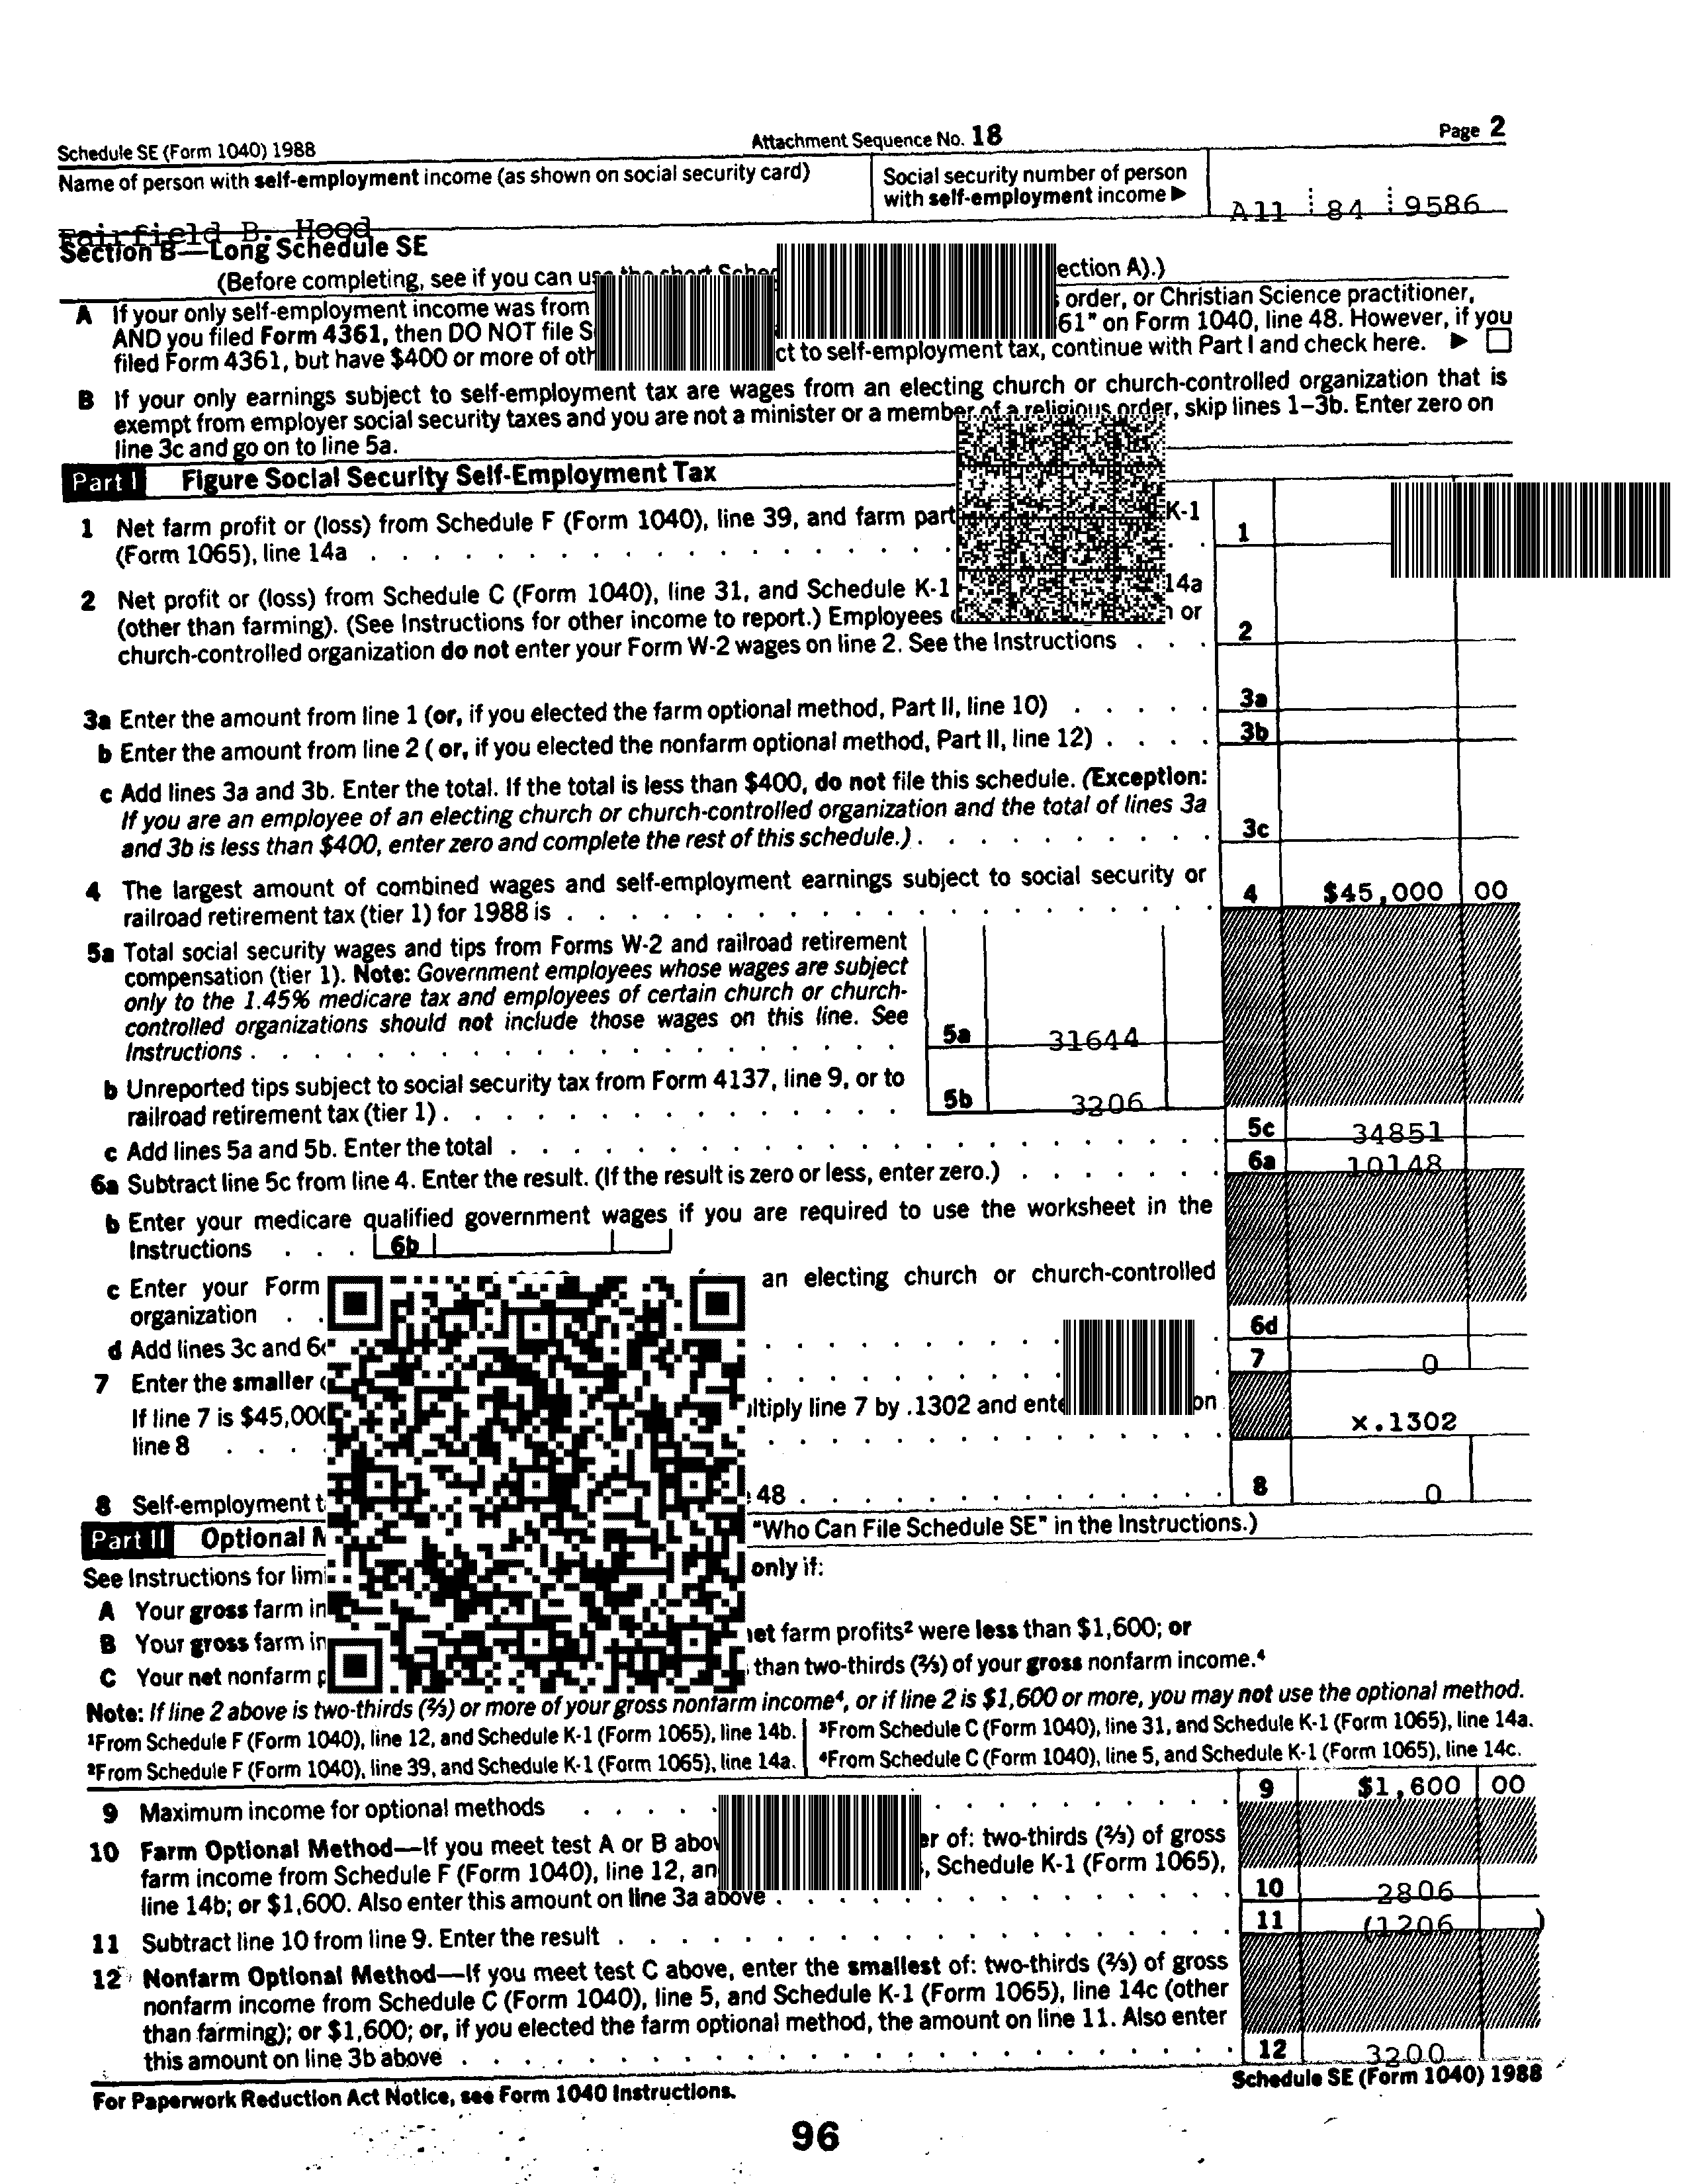 Schedule SE (Form 1040) 1988 Attachment Sequence No. 18 Page 2
Name of person with self-employment income (as shown on social security card) Social security number of person
with self-employment income ▶ A11 84 9586
Fairfield B. Hood
Section B—Long Schedule SE
(Before completing, see if you can use the short ection A).)
A If your only self-employment income was from order, or Christian Science practitioner,
AND you filed Form 4361, then DO NOT file 61" on Form 1040, line 48. However, if you
filed Form 4361, but have $400 or more of ct to self-employment tax, continue with Part I and check here. ▶
B If your only earnings subject to self-employment tax are wages from an electing church or church-controlled organization that is
exempt from employer social security taxes and you are not a minister or a member of a religious order, skip lines 1–3b. Enter zero on
line 3c and go on to line 5a.
Part I Figure Social Security Self-Employment Tax
1 Net farm profit or (loss) from Schedule F (Form 1040), line 39, and farm K-1
(Form 1065), line 14a 1
2 Net profit or (loss) from Schedule C (Form 1040), line 31, and Schedule K-1 14a
(other than farming). (See Instructions for other income to report.) Employees or
church-controlled organization do not enter your Form W-2 wages on line 2. See the Instructions 2
3a Enter the amount from line 1 (or, if you elected the farm optional method, Part II, line 10) 3a
b Enter the amount from line 2 ( or, if you elected the nonfarm optional method, Part II, line 12) 3b
c Add lines 3a and 3b. Enter the total. If the total is less than $400, do not file this schedule. (Exception:
If you are an employee of an electing church or church-controlled organization and the total of lines 3a
and 3b is less than $400, enter zero and complete the rest of this schedule.) 3c
4 The largest amount of combined wages and self-employment earnings subject to social security or
railroad retirement tax (tier 1) for 1988 is 4 $45,000 00
5a Total social security wages and tips from Forms W-2 and railroad retirement
compensation (tier 1). Note: Government employees whose wages are subject
only to the 1.45% medicare tax and employees of certain church or church-
controlled organizations should not include those wages on this line. See
Instructions 5a 31644
b Unreported tips subject to social security tax from Form 4137, line 9, or to
railroad retirement tax (tier 1) 5b 3206
c Add lines 5a and 5b. Enter the total 5c 34851
6a Subtract line 5c from line 4. Enter the result. (If the result is zero or less, enter zero.) 6a 10148
b Enter your medicare qualified government wages if you are required to use the worksheet in the
Instructions 6b
c Enter your Form an electing church or church-controlled
organization
d Add lines 3c and 6d
7 Enter the smaller 7 0
If line 7 is $45,000 multiply line 7 by .1302 and on
line 8 x.1302
8 Self-employment 48 8 0
Part II Optional "Who Can File Schedule SE" in the Instructions.)
See Instructions for only if:
A Your gross farm
B Your gross farm net farm profits² were less than $1,600; or
C Your net nonfarm than two-thirds (⅔) of your gross nonfarm income.⁴
Note: If line 2 above is two-thirds (⅔) or more of your gross nonfarm income⁴, or if line 2 is $1,600 or more, you may not use the optional method.
¹From Schedule F (Form 1040), line 12, and Schedule K-1 (Form 1065), line 14b. ³From Schedule C (Form 1040), line 31, and Schedule K-1 (Form 1065), line 14a.
²From Schedule F (Form 1040), line 39, and Schedule K-1 (Form 1065), line 14a. ⁴From Schedule C (Form 1040), line 5, and Schedule K-1 (Form 1065), line 14c.
9 Maximum income for optional methods 9 $1,600 00
10 Farm Optional Method—If you meet test A or B of: two-thirds (⅔) of gross
farm income from Schedule F (Form 1040), line 12, Schedule K-1 (Form 1065),
line 14b; or $1,600. Also enter this amount on line 3a above 10 2806
11 Subtract line 10 from line 9. Enter the result 11 (1206 )
12 Nonfarm Optional Method—If you meet test C above, enter the smallest of: two-thirds (⅔) of gross
nonfarm income from Schedule C (Form 1040), line 5, and Schedule K-1 (Form 1065), line 14c (other
than farming); or $1,600; or, if you elected the farm optional method, the amount on line 11. Also enter
this amount on line 3b above 12 3200
For Paperwork Reduction Act Notice, see Form 1040 Instructions. Schedule SE (Form 1040) 1988
96